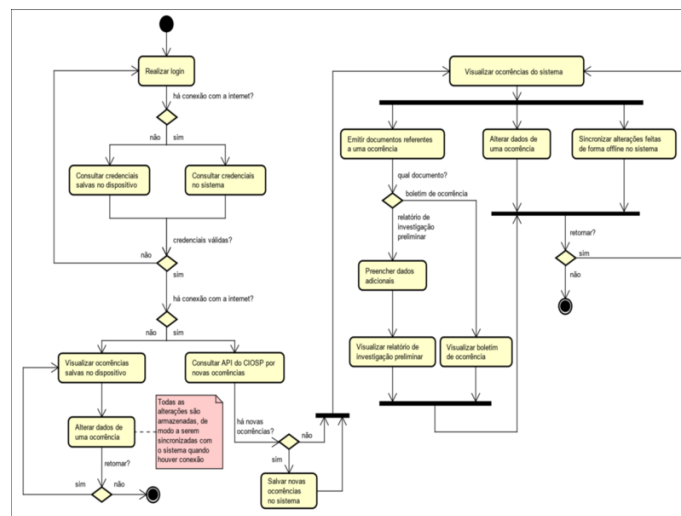 Realizar login
há conexão com a internet?
não
sim
Consultar credenciais
salvas no dispositivo
Consultar credenciais
no sistema
credenciais válidas?
não
sim
há conexão com a internet?
não
sim
Visualizar ocorrências
salvas no dispositivo
Consultar API do CIOSP por
novas ocorrências
Alterar dados de
uma ocorrência
Todas as
alterações são
armazenadas, de
modo a serem
sincronizadas com
o sistema quando
houver conexão
retornar?
sim
não
há novas
ocorrências?
não
sim
Salvar novas
ocorrências
no sistema
Visualizar ocorrências do sistema
Emitir documentos referentes
a uma ocorrência
Alterar dados de
uma ocorrência
Sincronizar alterações feitas
de forma offline no sistema
qual documento?
boletim de ocorrência
relatório de
investigação
preliminar
Preencher dados
adicionais
Visualizar relatório de
investigação preliminar
Visualizar boletim
de ocorrência
retornar?
sim
não